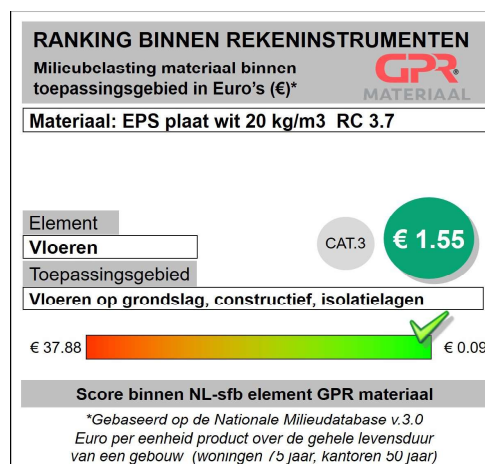 RANKING BINNEN REKENINSTRUMENTEN
Milieubelasting materiaal binnen
toepassingsgebied in Euro's (€)*
GPR®
MATERIAAL
Materiaal: EPS plaat wit 20 kg/m3 RC 3.7
Element
Vloeren
CAT.3
€ 1.55
Toepassingsgebied
Vloeren op grondslag, constructief, isolatielagen
€ 37.88
€ 0.09
Score binnen NL-sfb element GPR materiaal
*Gebaseerd op de Nationale Milieudatabase v.3.0
Euro per eenheid product over de gehele levensduur
van een gebouw (woningen 75 jaar, kantoren 50 jaar)